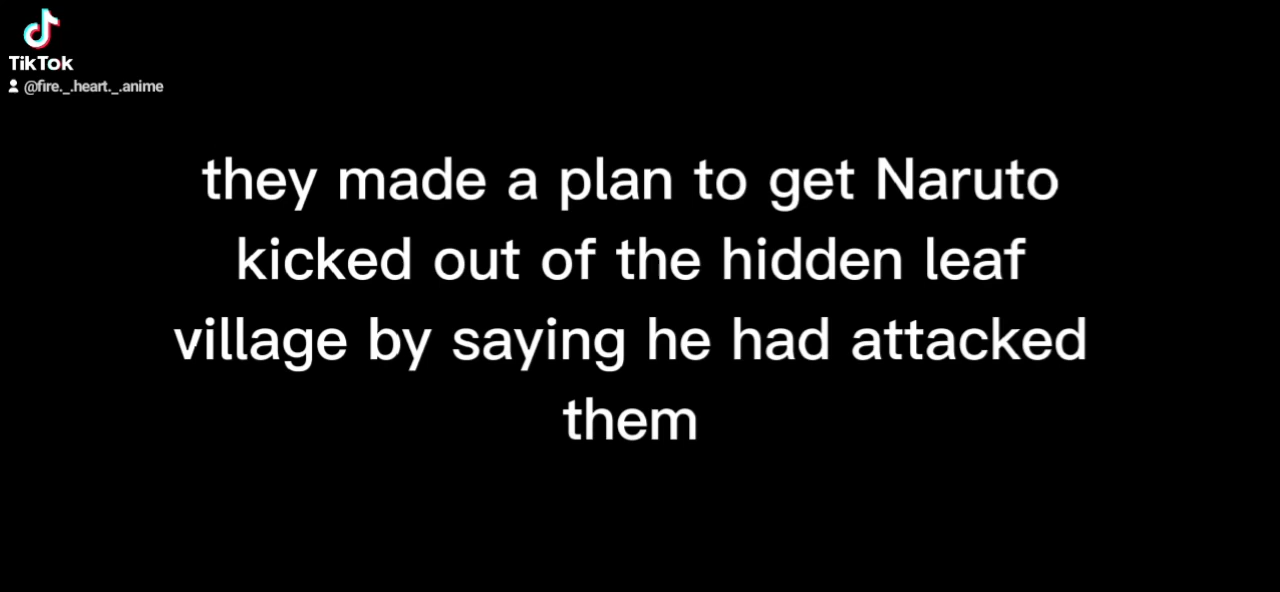 TikTok
@fire._.heart._.anime
they made a plan to get Naruto
kicked out of the hidden leaf
village by saying he had attacked
them